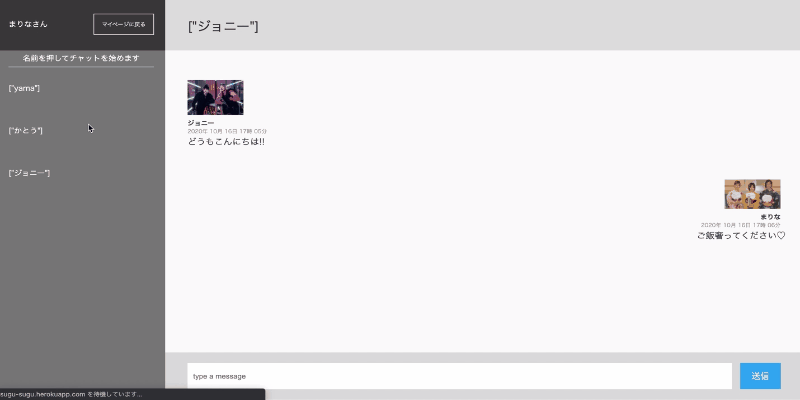 まりなさん
マイページに戻る
名前を押してチャットを始めます
["yama"]
["かとう"]
["ジョニー"]
["ジョニー"]
ジョニー
2020年 10月 16日 17時 05分
どうもこんにちは!!
まりな
2020年 10月 16日 17時 06分
ご飯奢ってください♡
type a message
送信
sugu-sugu.herokuapp.com を待機しています...